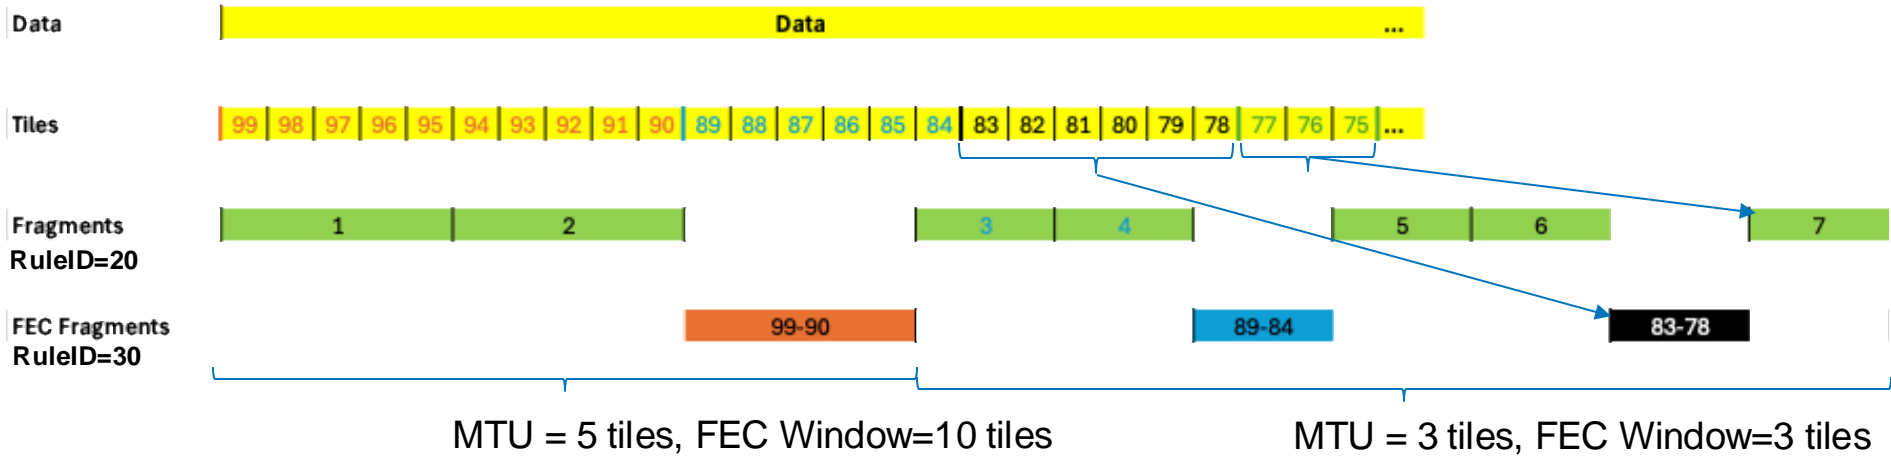 Data Data ...
Tiles 99 98 97 96 95 94 93 92 91 90 89 88 87 86 85 84 83 82 81 80 79 78 77 76 75 ...
Fragments 1 2 3 4 5 6 7
RuleID=20
FEC Fragments 99-90 89-84 83-78
RuleID=30
MTU = 5 tiles, FEC Window=10 tiles MTU = 3 tiles, FEC Window=3 tiles